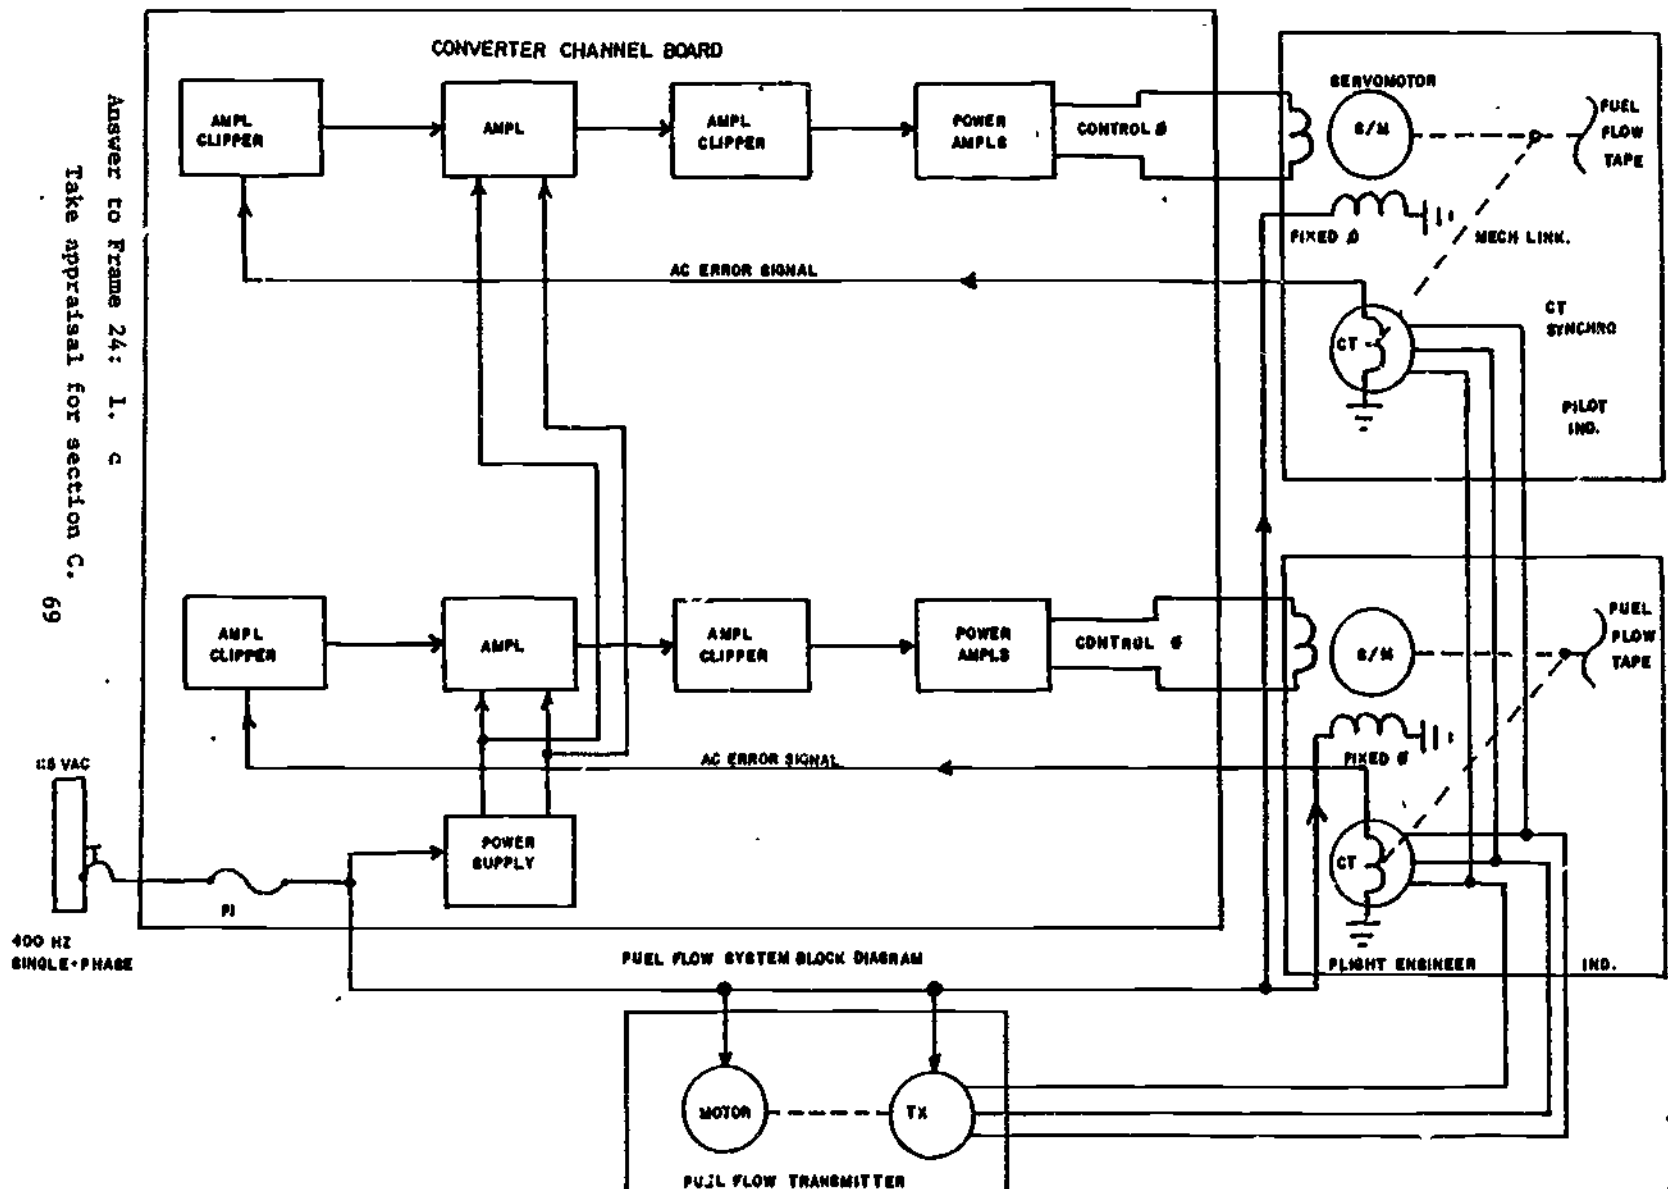 Answer to Frame 24: 1. c
Take appraisal for section C.
69
CONVERTER CHANNEL BOARD
AMPL
CLIPPER
AMPL
AMPL
CLIPPER
POWER
AMPLS
CONTROL Ø
SERVOMOTOR
S/M
FUEL
FLOW
TAPE
FIXED Ø
MECH LINK.
AC ERROR SIGNAL
CT
SYNCHRO
CT
PILOT
IND.
AMPL
CLIPPER
AMPL
AMPL
CLIPPER
POWER
AMPLS
CONTROL Ø
S/M
FUEL
FLOW
TAPE
FIXED Ø
AC ERROR SIGNAL
115 VAC
POWER
SUPPLY
CT
F1
400 HZ
SINGLE-PHASE
FUEL FLOW SYSTEM BLOCK DIAGRAM
FLIGHT ENGINEER IND.
MOTOR
TX
FUEL FLOW TRANSMITTER